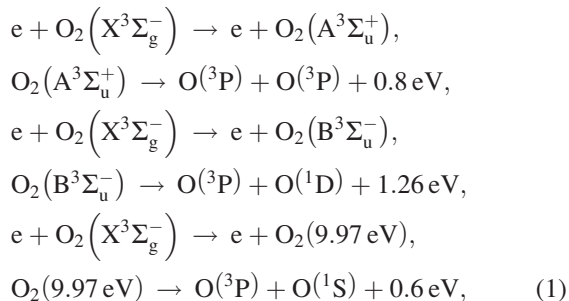 e + O₂(X³Σg⁻) → e + O₂(A³Σu⁺),
O₂(A³Σu⁺) → O(³P) + O(³P) + 0.8 eV,
e + O₂(X³Σg⁻) → e + O₂(B³Σu⁻),
O₂(B³Σu⁻) → O(³P) + O(¹D) + 1.26 eV,
e + O₂(X³Σg⁻) → e + O₂(9.97 eV),
O₂(9.97 eV) → O(³P) + O(¹S) + 0.6 eV, (1)